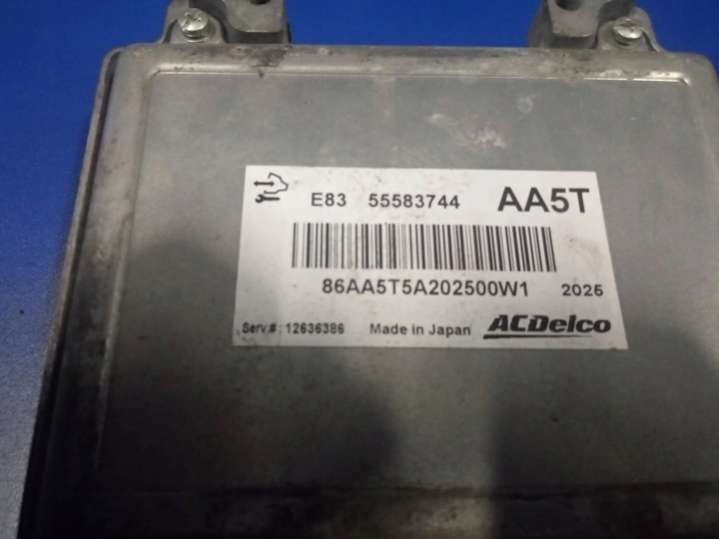 E83 55583744 AA5T
86AA5T5A202500W1 2026
Serv.#: 12636386 Made in Japan ACDelco